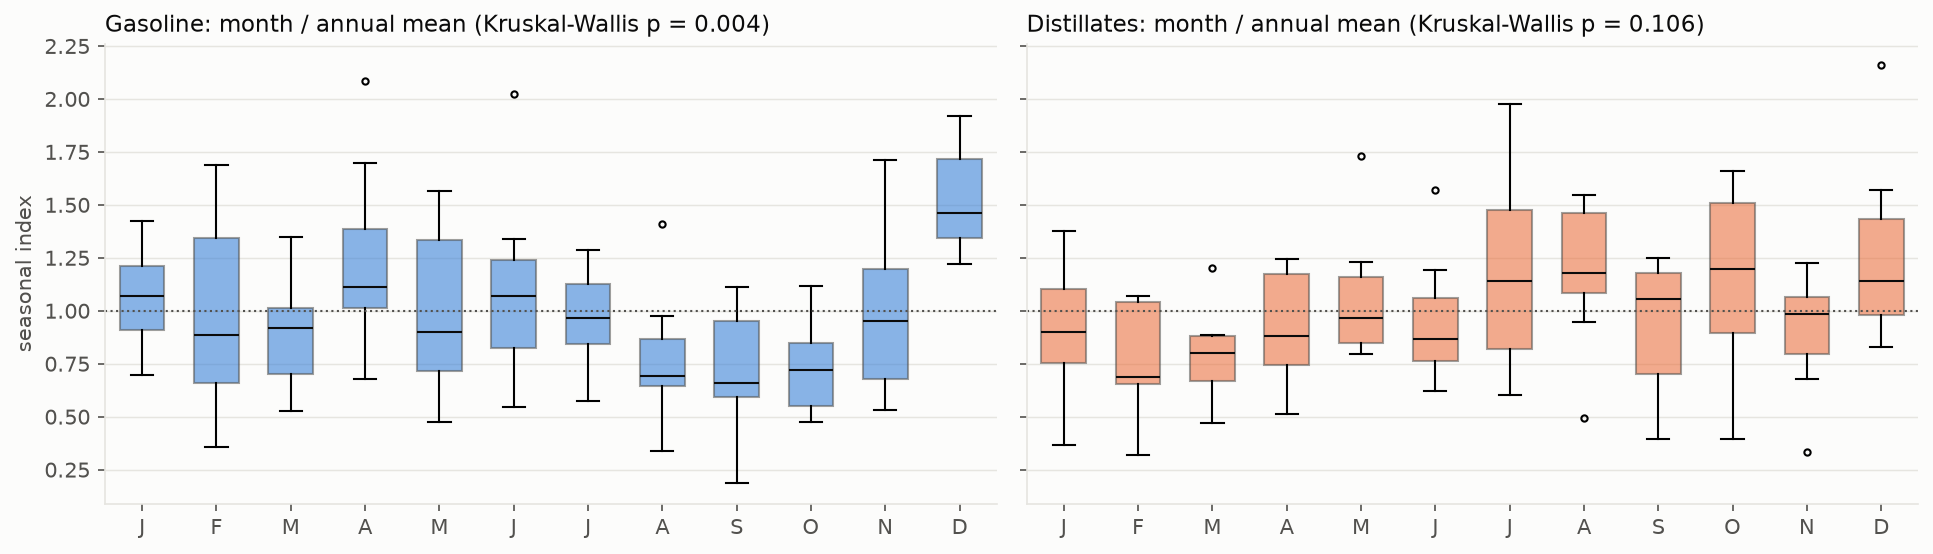 Gasoline: month / annual mean (Kruskal-Wallis p = 0.004)
Distillates: month / annual mean (Kruskal-Wallis p = 0.106)
seasonal index
2.25
2.00
1.75
1.50
1.25
1.00
0.75
0.50
0.25
J F M A M J J A S O N D
J F M A M J J A S O N D